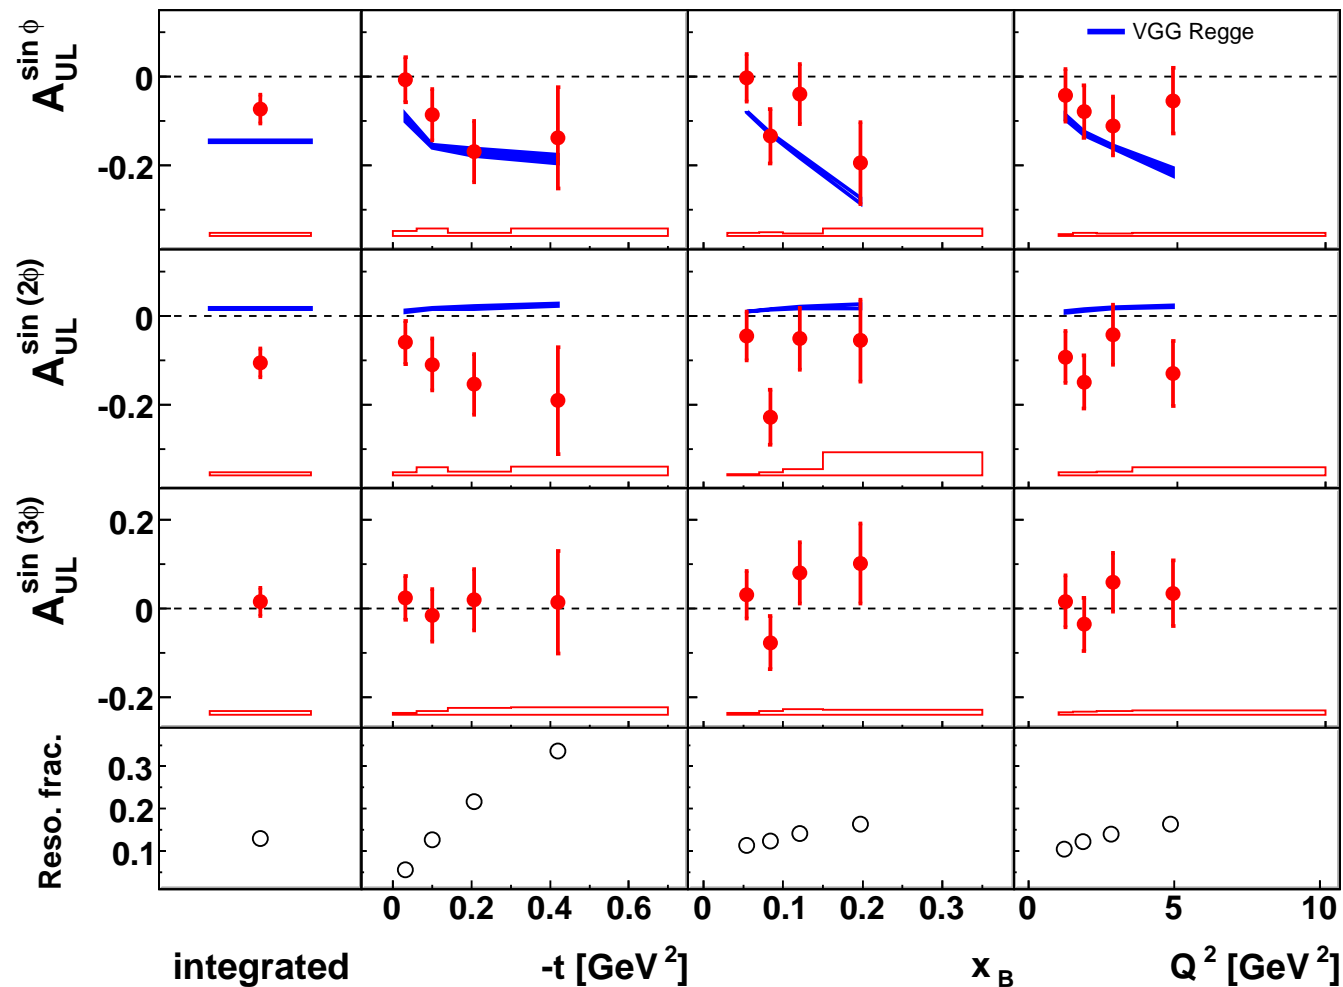 A_UL^sin ϕ
0
-0.2
VGG Regge
A_UL^sin (2ϕ)
0
-0.2
A_UL^sin (3ϕ)
0.2
0
-0.2
Reso. frac.
0.3
0.2
0.1
0 0.2 0.4 0.6 0 0.1 0.2 0.3 0 5 10
integrated -t [GeV²] x_B Q² [GeV²]